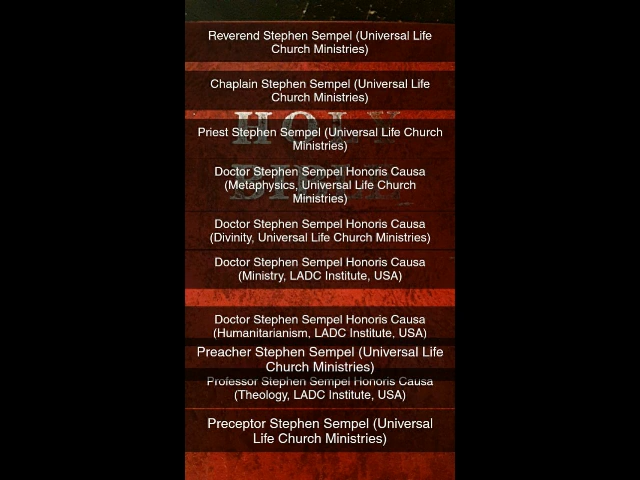 Reverend Stephen Sempel (Universal Life
Church Ministries)
Chaplain Stephen Sempel (Universal Life
Church Ministries)
HOLY
Priest Stephen Sempel (Universal Life Church
Ministries)
Doctor Stephen Sempel Honoris Causa
(Metaphysics, Universal Life Church
Ministries)
BIBLE
Doctor Stephen Sempel Honoris Causa
(Divinity, Universal Life Church Ministries)
Doctor Stephen Sempel Honoris Causa
(Ministry, LADC Institute, USA)
Doctor Stephen Sempel Honoris Causa
(Humanitarianism, LADC Institute, USA)
Preacher Stephen Sempel (Universal Life
Church Ministries)
Professor Stephen Sempel Honoris Causa
(Theology, LADC Institute, USA)
Preceptor Stephen Sempel (Universal
Life Church Ministries)